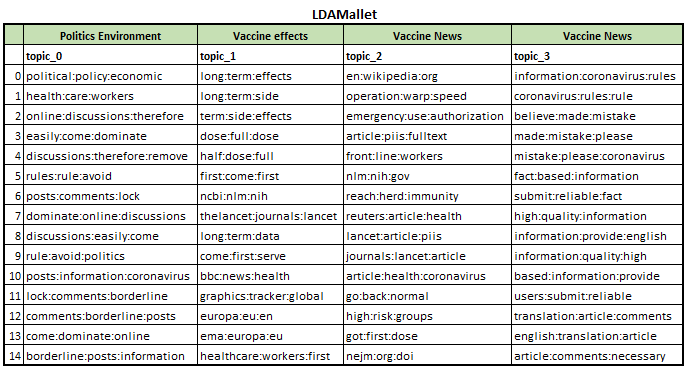 LDAMallet
Politics Environment Vaccine effects Vaccine News Vaccine News
topic_0 topic_1 topic_2 topic_3
0 political:policy:economic long:term:effects en:wikipedia:org information:coronavirus:rules
1 health:care:workers long:term:side operation:warp:speed coronavirus:rules:rule
2 online:discussions:therefore term:side:effects emergency:use:authorization believe:made:mistake
3 easily:come:dominate dose:full:dose article:piis:fulltext made:mistake:please
4 discussions:therefore:remove half:dose:full front:line:workers mistake:please:coronavirus
5 rules:rule:avoid first:come:first nlm:nih:gov fact:based:information
6 posts:comments:lock ncbi:nlm:nih reach:herd:immunity submit:reliable:fact
7 dominate:online:discussions thelancet:journals:lancet reuters:article:health high:quality:information
8 discussions:easily:come long:term:data lancet:article:piis information:provide:english
9 rule:avoid:politics come:first:serve journals:lancet:article information:quality:high
10 posts:information:coronavirus bbc:news:health article:health:coronavirus based:information:provide
11 lock:comments:borderline graphics:tracker:global go:back:normal users:submit:reliable
12 comments:borderline:posts europa:eu:en high:risk:groups translation:article:comments
13 come:dominate:online ema:europa:eu got:first:dose english:translation:article
14 borderline:posts:information healthcare:workers:first nejm:org:doi article:comments:necessary